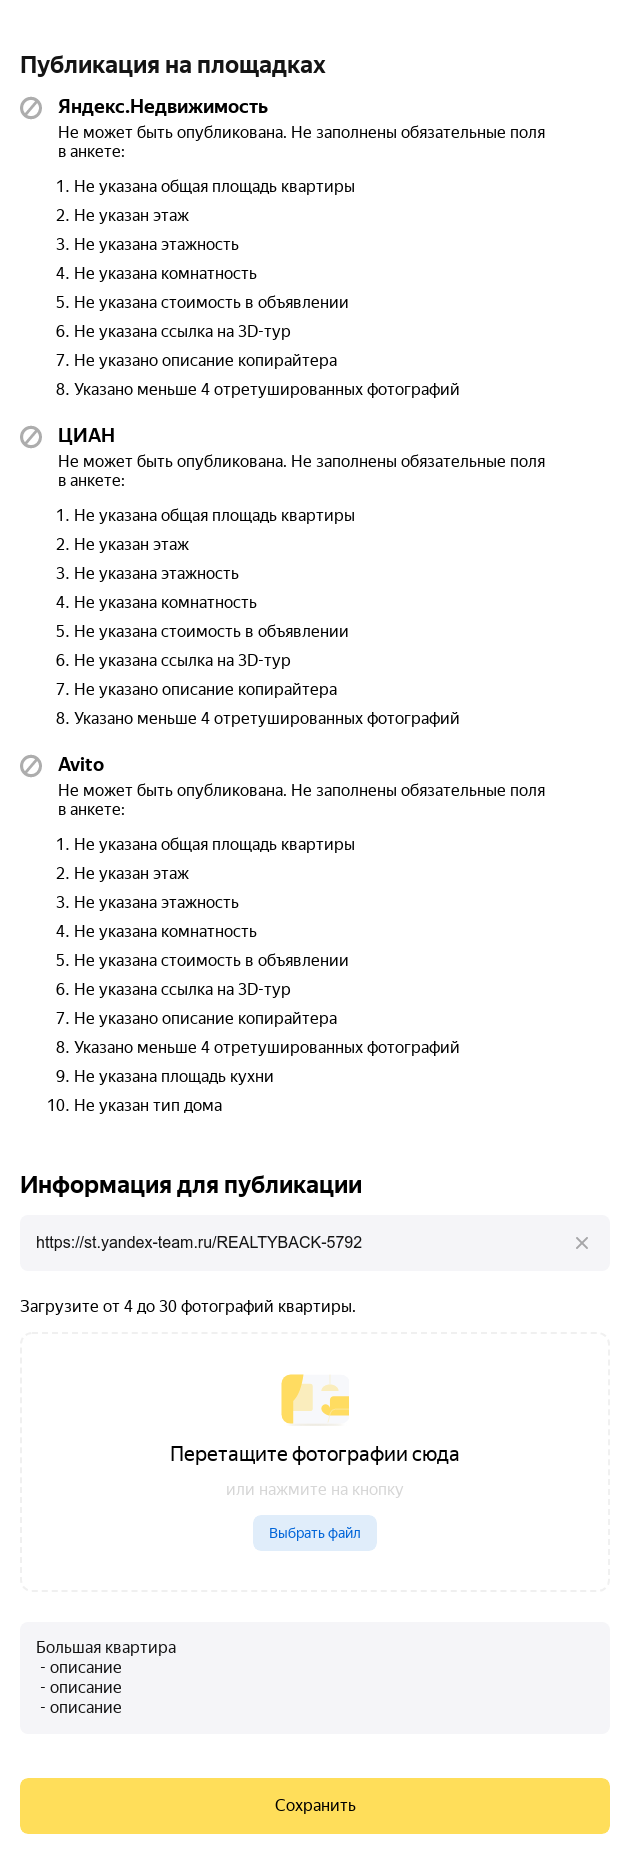 Публикация на площадках
Яндекс.Недвижимость
Не может быть опубликована. Не заполнены обязательные поля
в анкете:
1. Не указана общая площадь квартиры
2. Не указан этаж
3. Не указана этажность
4. Не указана комнатность
5. Не указана стоимость в объявлении
6. Не указана ссылка на 3D-тур
7. Не указано описание копирайтера
8. Указано меньше 4 отретушированных фотографий
ЦИАН
Не может быть опубликована. Не заполнены обязательные поля
в анкете:
1. Не указана общая площадь квартиры
2. Не указан этаж
3. Не указана этажность
4. Не указана комнатность
5. Не указана стоимость в объявлении
6. Не указана ссылка на 3D-тур
7. Не указано описание копирайтера
8. Указано меньше 4 отретушированных фотографий
Avito
Не может быть опубликована. Не заполнены обязательные поля
в анкете:
1. Не указана общая площадь квартиры
2. Не указан этаж
3. Не указана этажность
4. Не указана комнатность
5. Не указана стоимость в объявлении
6. Не указана ссылка на 3D-тур
7. Не указано описание копирайтера
8. Указано меньше 4 отретушированных фотографий
9. Не указана площадь кухни
10. Не указан тип дома
Информация для публикации
https://st.yandex-team.ru/REALTYBACK-5792
Загрузите от 4 до 30 фотографий квартиры.
Перетащите фотографии сюда
или нажмите на кнопку
Выбрать файл
Большая квартира
- описание
- описание
- описание
Сохранить